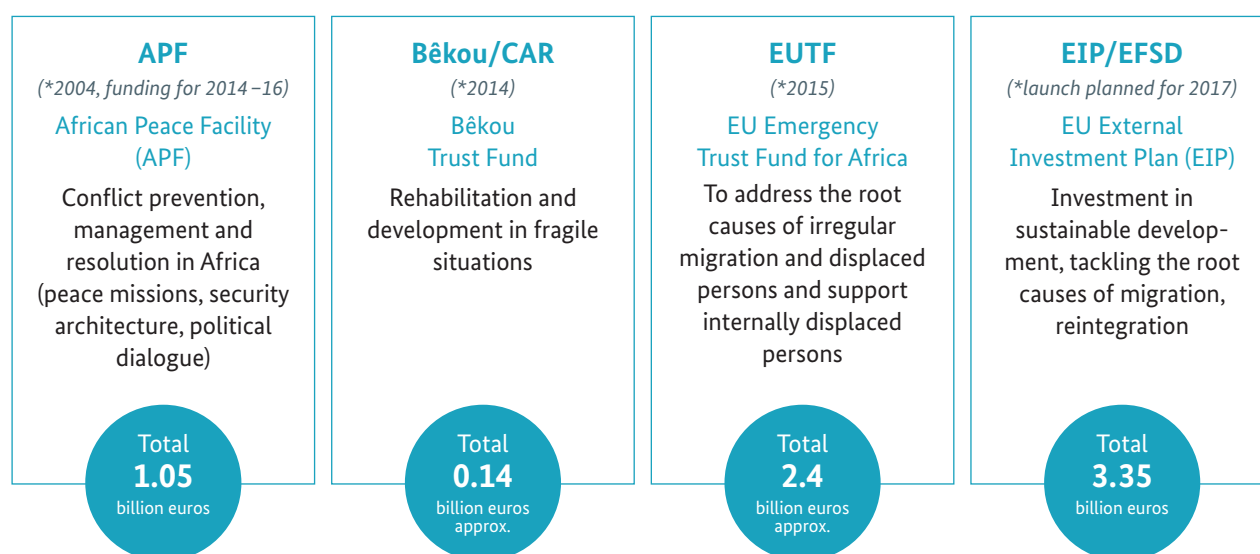 APF
(*2004, funding for 2014–16)
African Peace Facility
(APF)
Conflict prevention,
management and
resolution in Africa
(peace missions, security
architecture, political
dialogue)
Total
1.05
billion euros
Bêkou/CAR
(*2014)
Bêkou
Trust Fund
Rehabilitation and
development in fragile
situations
Total
0.14
billion euros
approx.
EUTF
(*2015)
EU Emergency
Trust Fund for Africa
To address the root
causes of irregular
migration and displaced
persons and support
internally displaced
persons
Total
2.4
billion euros
approx.
EIP/EFSD
(*launch planned for 2017)
EU External
Investment Plan (EIP)
Investment in
sustainable develop-
ment, tackling the root
causes of migration,
reintegration
Total
3.35
billion euros